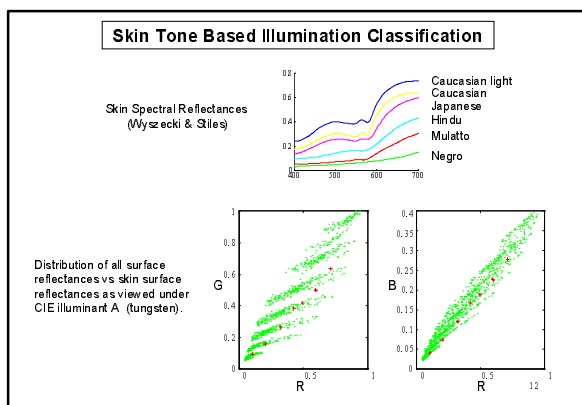 Skin Tone Based Illumination Classification
Skin Spectral Reflectances
(Wyszecki & Stiles)
0.8
0.6
0.4
0.2
0
400
500
600
700
Caucasian light
Caucasian
Japanese
Hindu
Mulatto
Negro
Distribution of all surface
reflectances vs skin surface
reflectances as viewed under
CIE illuminant A (tungsten).
1
0.8
0.6
G
0.4
0.2
0
0
0.5
1
R
0.4
0.35
0.3
0.25
B
0.2
0.15
0.1
0.05
0
0
0.5
1
R
12